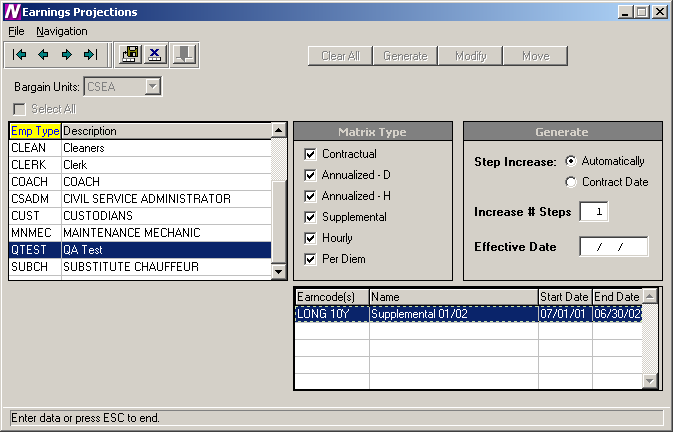 N Earnings Projections
File Navigation
Clear All Generate Modify Move
Bargain Units: CSEA
Select All
Emp Type Description
CLEAN Cleaners
CLERK Clerk
COACH COACH
CSADM CIVIL SERVICE ADMINISTRATOR
CUST CUSTODIANS
MNMEC MAINTENANCE MECHANIC
QTEST QA Test
SUBCH SUBSTITUTE CHAUFFEUR
Matrix Type
Contractual
Annualized - D
Annualized - H
Supplemental
Hourly
Per Diem
Generate
Step Increase: Automatically
Contract Date
Increase # Steps 1
Effective Date / /
Earncode(s) Name Start Date End Date
LONG 10Y Supplemental 01/02 07/01/01 06/30/02
Enter data or press ESC to end.